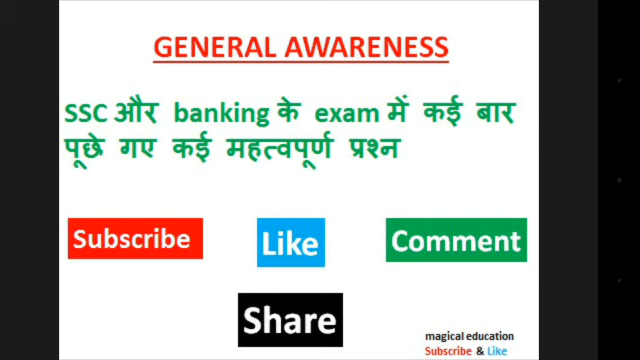 GENERAL AWARENESS
SSC और banking के exam में कई बार
पूछे गए कई महत्वपूर्ण प्रश्न
Subscribe Like Comment
Share
magical education
Subscribe & Like